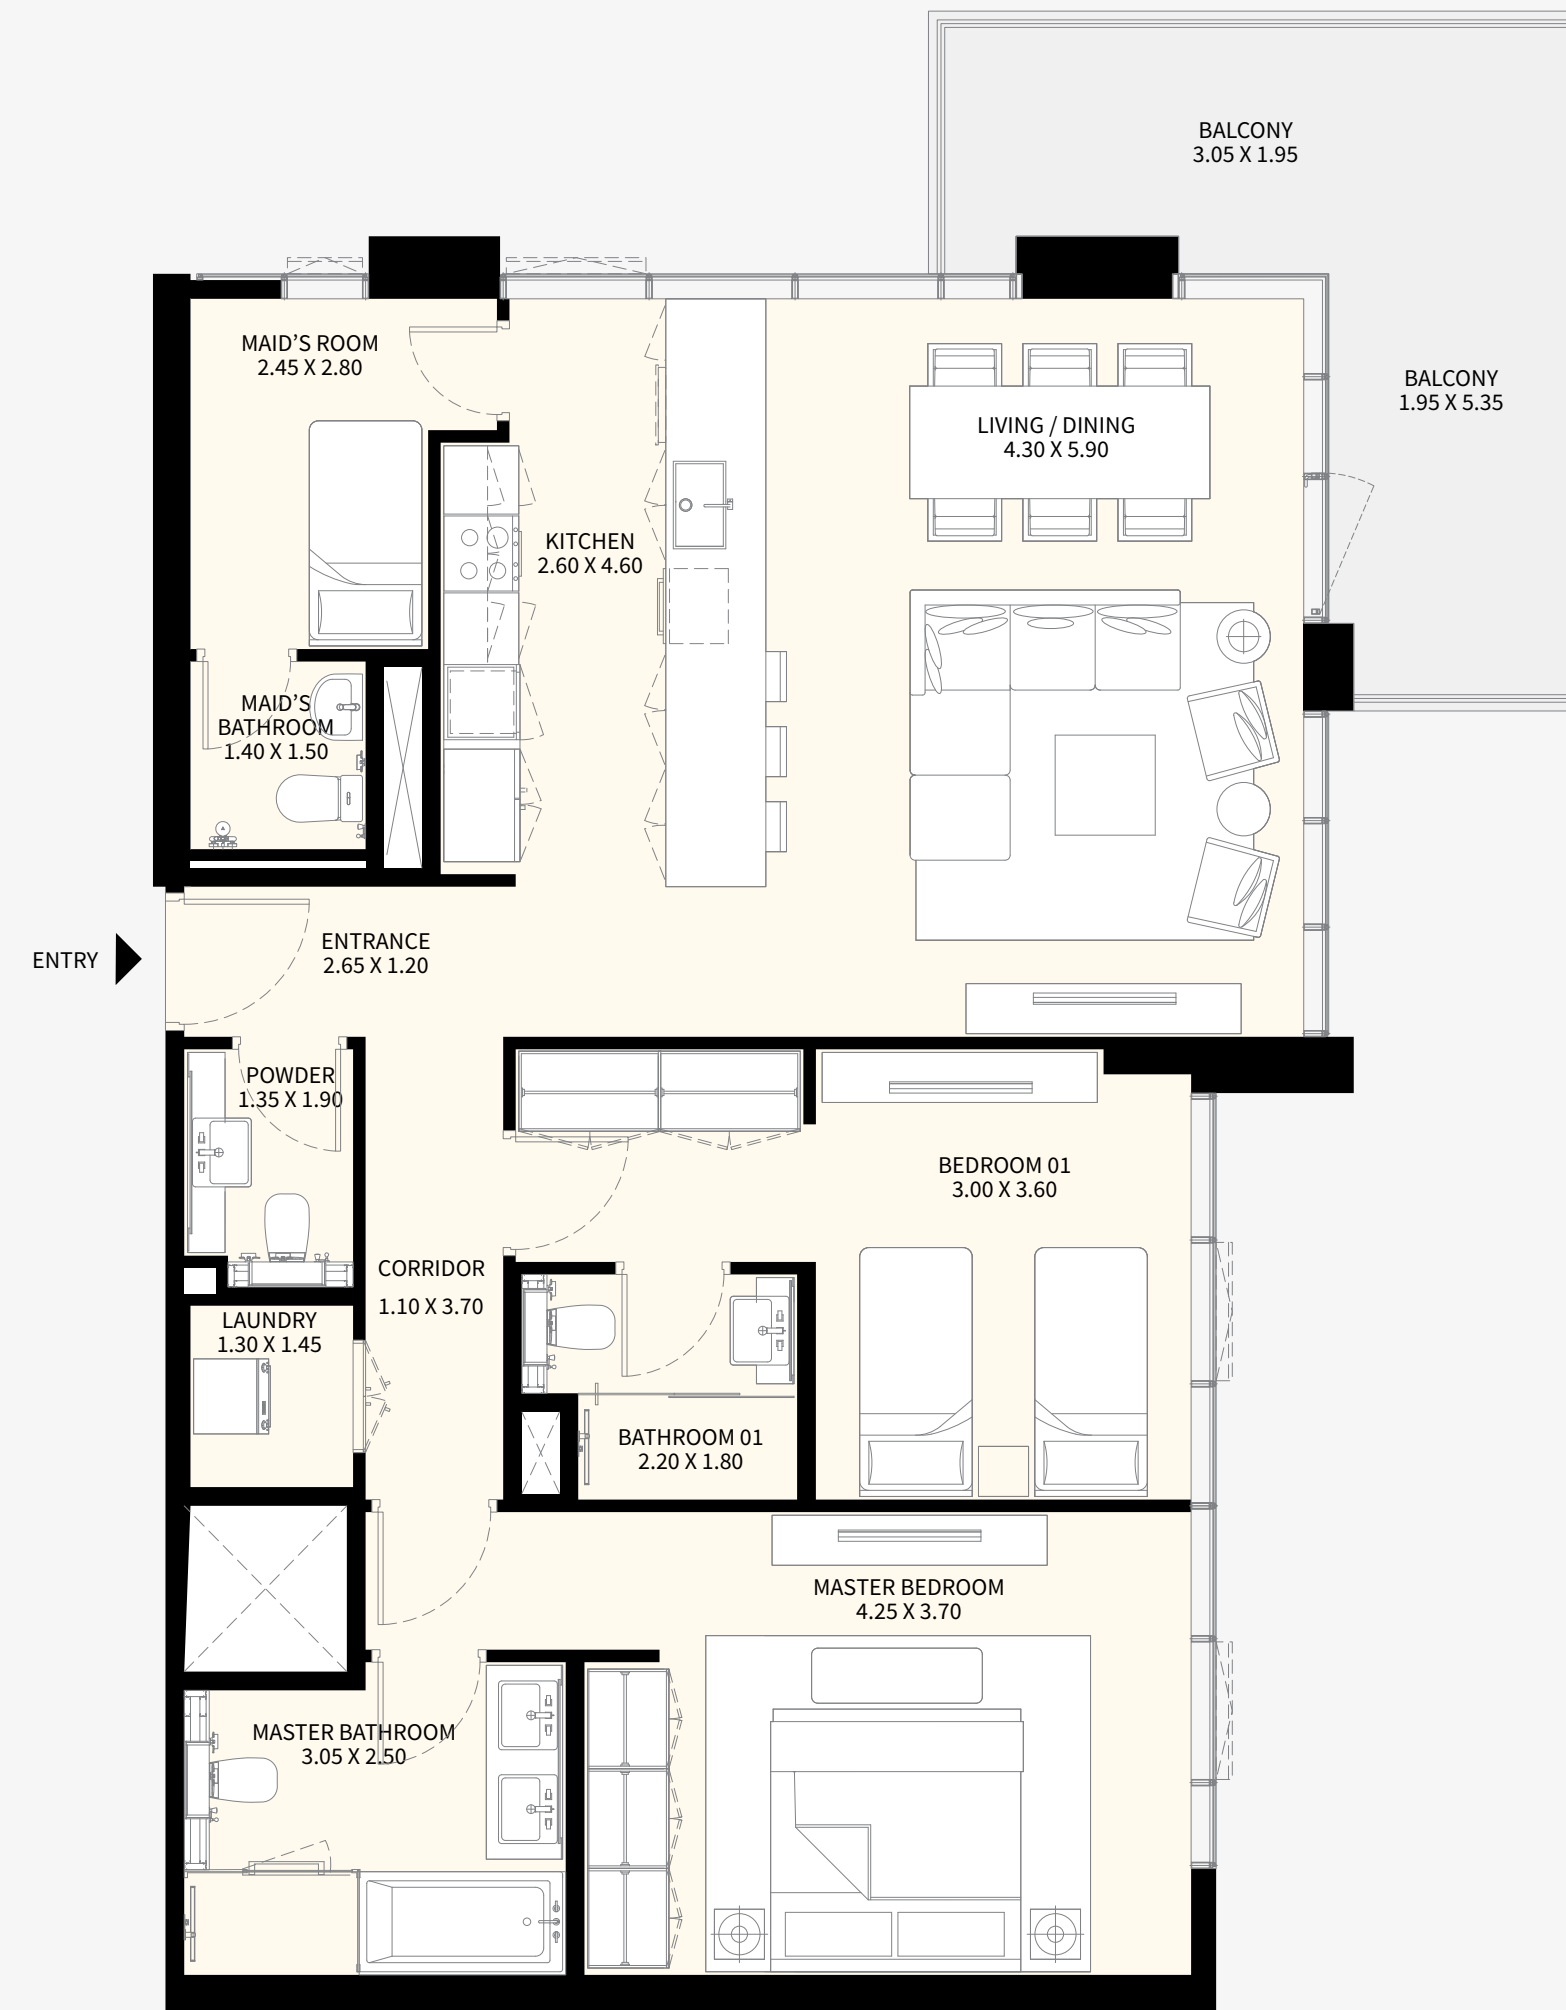 BALCONY
3.05 X 1.95
MAID’S ROOM
2.45 X 2.80
BALCONY
1.95 X 5.35
LIVING / DINING
4.30 X 5.90
KITCHEN
2.60 X 4.60
MAID’S
BATHROOM
1.40 X 1.50
ENTRY
ENTRANCE
2.65 X 1.20
POWDER
1.35 X 1.90
BEDROOM 01
3.00 X 3.60
CORRIDOR
1.10 X 3.70
LAUNDRY
1.30 X 1.45
BATHROOM 01
2.20 X 1.80
MASTER BEDROOM
4.25 X 3.70
MASTER BATHROOM
3.05 X 2.50